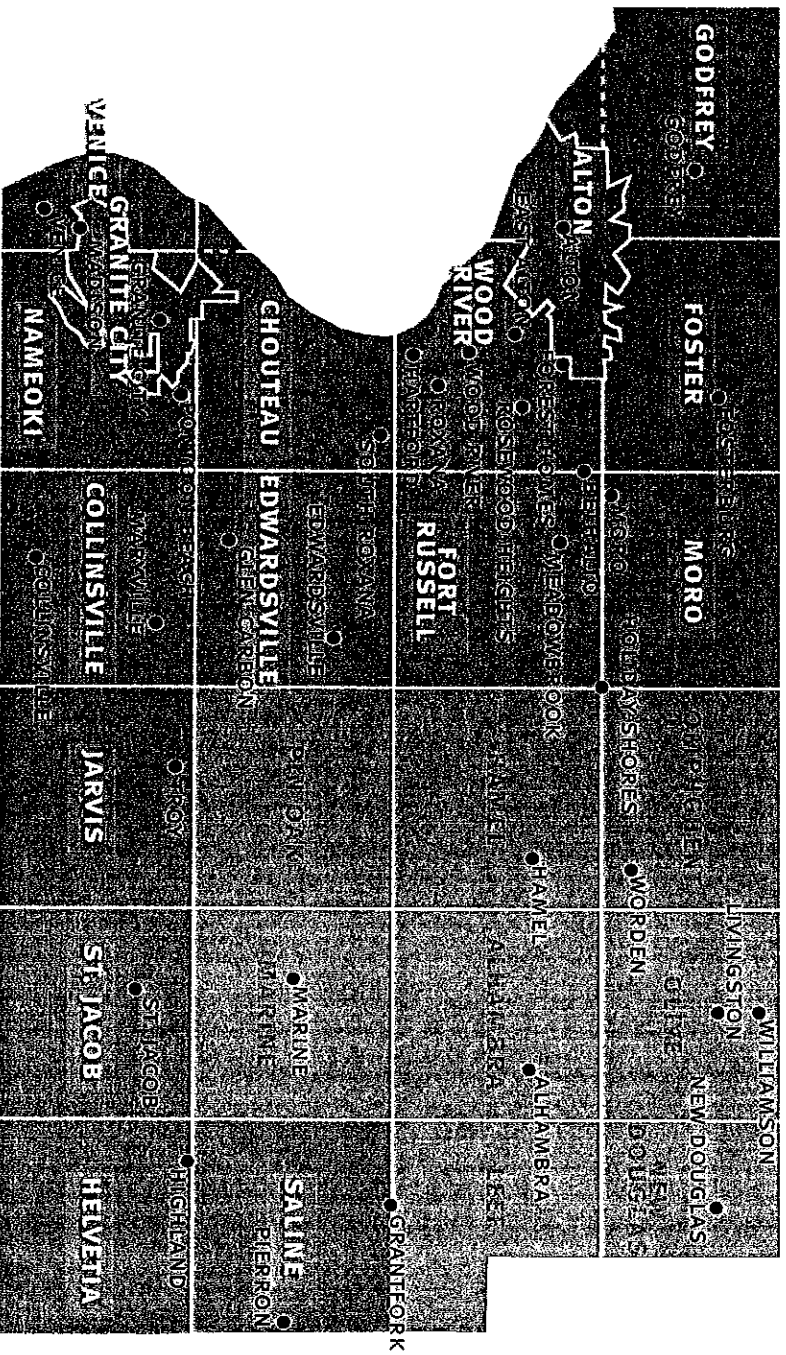 WILLIAMSON
LIVINGSTON
NEW DOUGLAS
GODFREY
GODFREY
FOSTER
FOSTERBURG
MORO
OMPHGHENT
OLIVE
NEW
DOUGLAS
WORDEN
HOLIDAY SHORES
MORO
BETHALTO
ALTON
ALTON
EAST ALTON
FOREST HOMES
MEADOWBROOK
ROSEWOOD HEIGHTS
WOOD
RIVER
WOOD RIVER
ROXANA
HARTFORD
FORT
RUSSELL
HAMEL
HAMEL
ALHAMBRA
ALHAMBRA
LEEF
GRANTFORK
SOUTH ROXANA
CHOUTEAU
EDWARDSVILLE
EDWARDSVILLE
GLEN CARBON
PIN OAK
MARINE
MARINE
SALINE
PIERRON
PONTOON BEACH
TROY
HIGHLAND
GRANITE CITY
GRANITE CITY
VENICE
VENICE
MADISON
NAMEOKI
MARYVILLE
COLLINSVILLE
COLLINSVILLE
JARVIS
ST. JACOB
ST. JACOB
HELVETIA